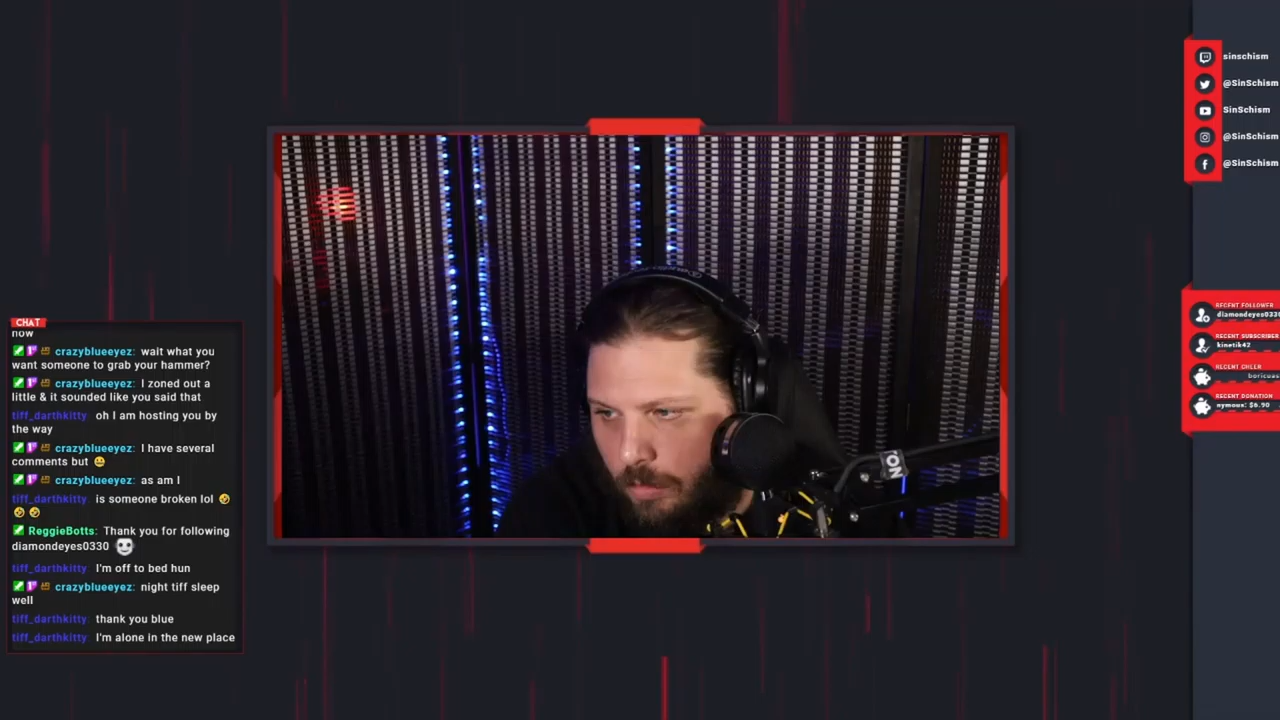 sinschism
@SinSchism
SinSchism
@SinSchism
@SinSchism
CHAT
now
crazyblueeyez: wait what you
want someone to grab your hammer?
crazyblueeyez: I zoned out a
little & it sounded like you said that
tiff_darthkitty: oh I am hosting you by
the way
crazyblueeyez: I have several
comments but
crazyblueeyez: as am I
tiff_darthkitty: is someone broken lol
ReggieBotts: Thank you for following
diamondeyes0330
tiff_darthkitty: I'm off to bed hun
crazyblueeyez: night tiff sleep
well
tiff_darthkitty: thank you blue
tiff_darthkitty: I'm alone in the new place
RECENT FOLLOWER
diamondeyes0330
RECENT SUBSCRIBER
kinetik42
RECENT CHEER
boricuas
RECENT DONATION
nymous: $6.90
ON